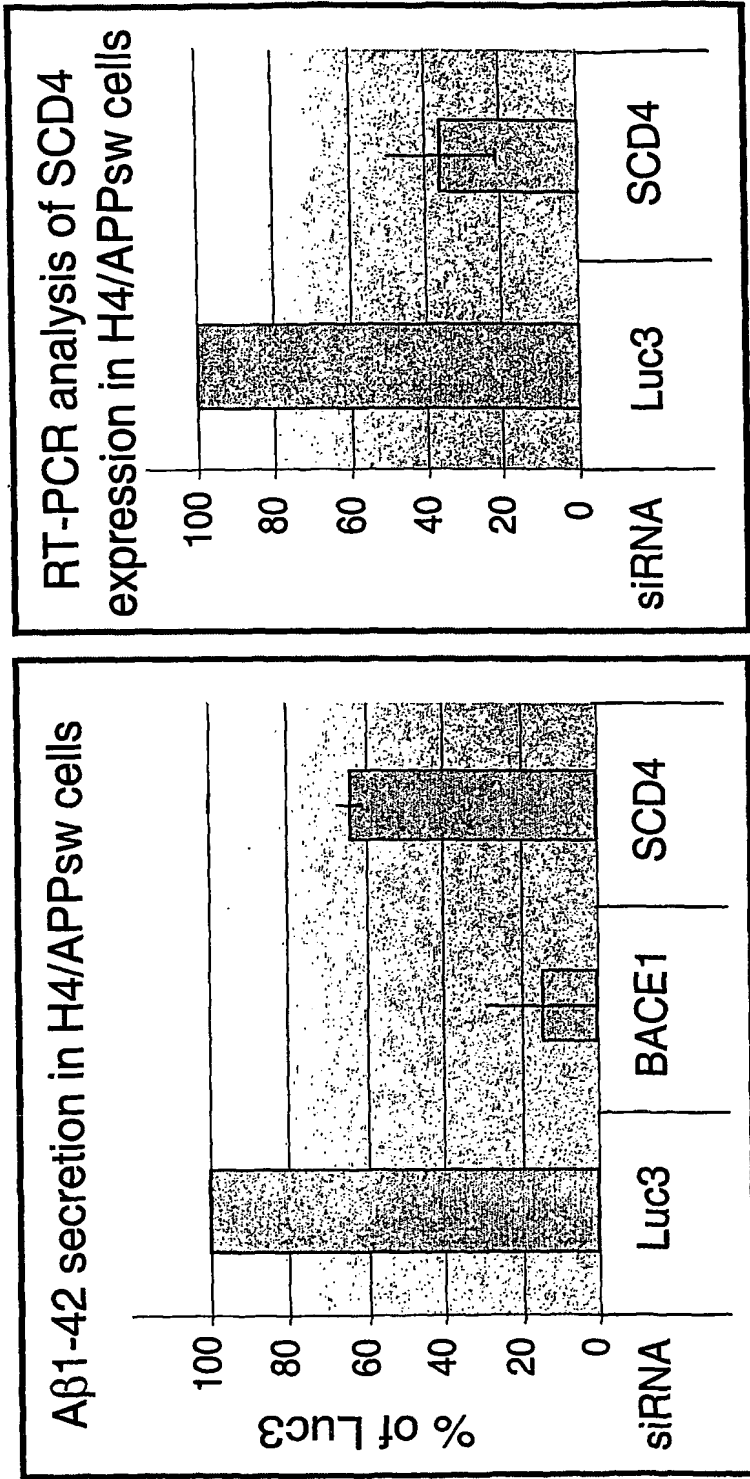 Aβ1-42 secretion in H4/APPsw cells
% of Luc3
100
80
60
40
20
0
siRNA
Luc3
BACE1
SCD4
RT-PCR analysis of SCD4
expression in H4/APPsw cells
100
80
60
40
20
0
siRNA
Luc3
SCD4